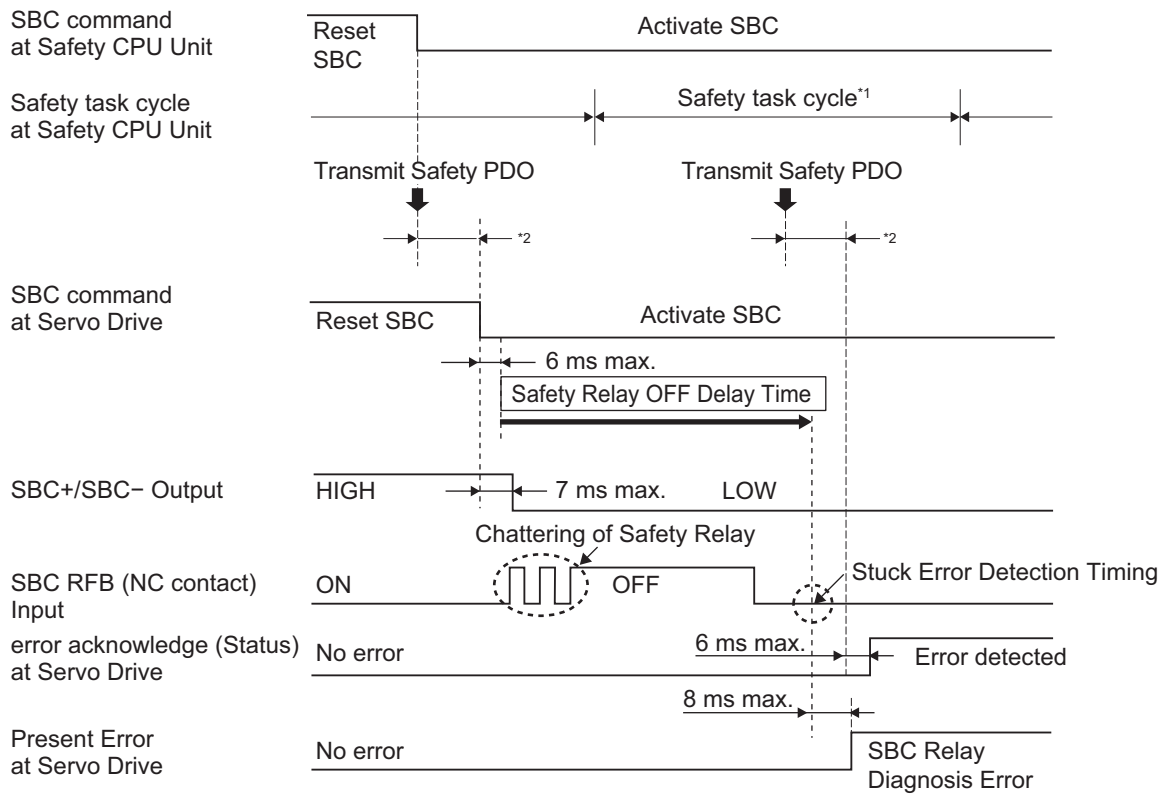 SBC command
at Safety CPU Unit
Reset
SBC
Activate SBC
Safety task cycle
at Safety CPU Unit
Safety task cycle*1
Transmit Safety PDO
Transmit Safety PDO
*2
*2
SBC command
at Servo Drive
Reset SBC
Activate SBC
6 ms max.
Safety Relay OFF Delay Time
SBC+/SBC− Output
HIGH
7 ms max.
LOW
Chattering of Safety Relay
SBC RFB (NC contact)
Input
ON
OFF
Stuck Error Detection Timing
error acknowledge (Status)
at Servo Drive
No error
6 ms max.
Error detected
8 ms max.
Present Error
at Servo Drive
No error
SBC Relay
Diagnosis Error